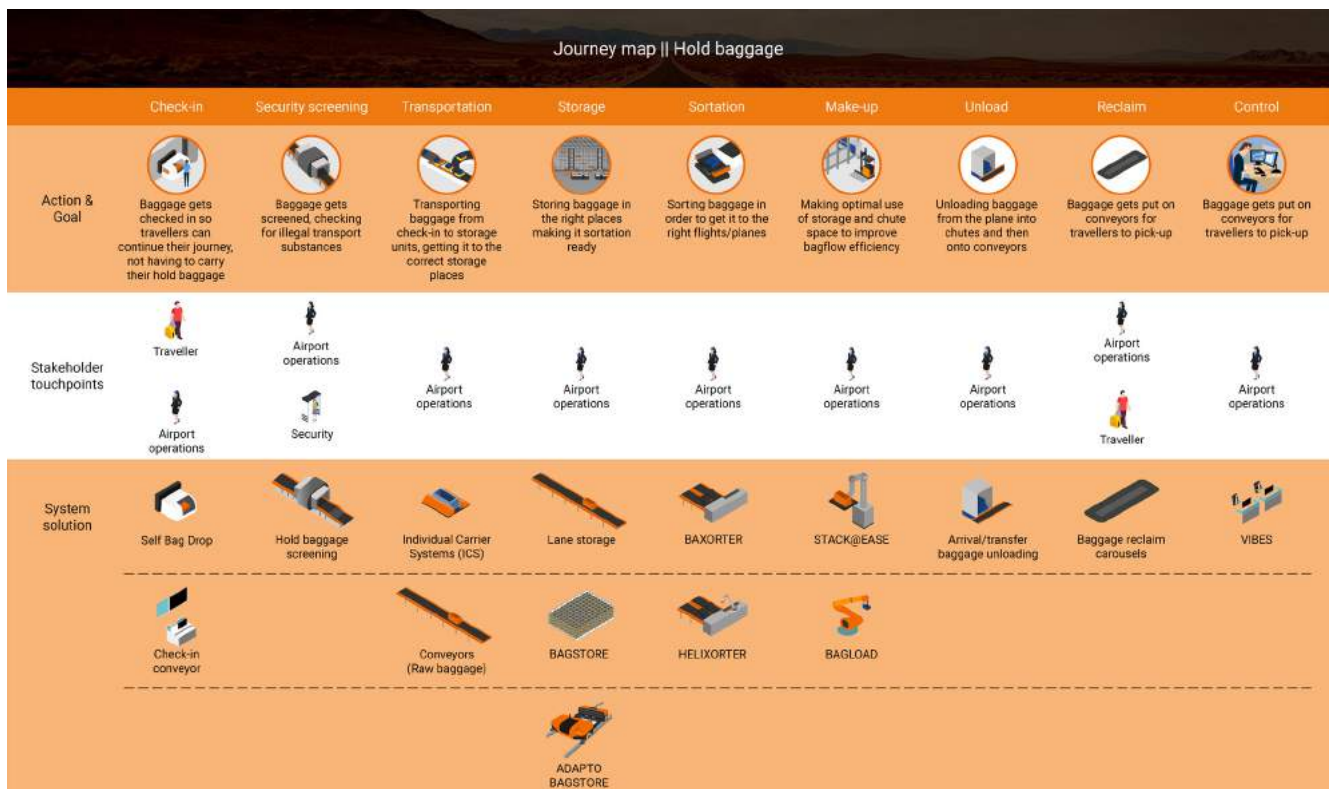 Journey map || Hold baggage
Check-in
Security screening
Transportation
Storage
Sortation
Make-up
Unload
Reclaim
Control
Action &
Goal
Baggage gets
checked in so
travellers can
continue their journey,
not having to carry
their hold baggage
Baggage gets
screened, checking
for illegal transport
substances
Transporting
baggage from
check-in to storage
units, getting it to the
correct storage
places
Storing baggage in
the right places
making it sortation
ready
Sorting baggage in
order to get it to the
right flights/planes
Making optimal use
of storage and chute
space to improve
bagflow efficiency
Unloading baggage
from the plane into
chutes and then
onto conveyors
Baggage gets put on
conveyors for
travellers to pick-up
Baggage gets put on
conveyors for
travellers to pick-up
Stakeholder
touchpoints
Traveller
Airport
operations
Airport
operations
Security
Airport
operations
Airport
operations
Airport
operations
Airport
operations
Airport
operations
Airport
operations
Traveller
Airport
operations
System
solution
Self Bag Drop
Hold baggage
screening
Individual Carrier
Systems (ICS)
Lane storage
BAXORTER
STACK@EASE
Arrival/transfer
baggage unloading
Baggage reclaim
carousels
VIBES
Check-in
conveyor
Conveyors
(Raw baggage)
BAGSTORE
HELIXORTER
BAGLOAD
ADAPTO
BAGSTORE